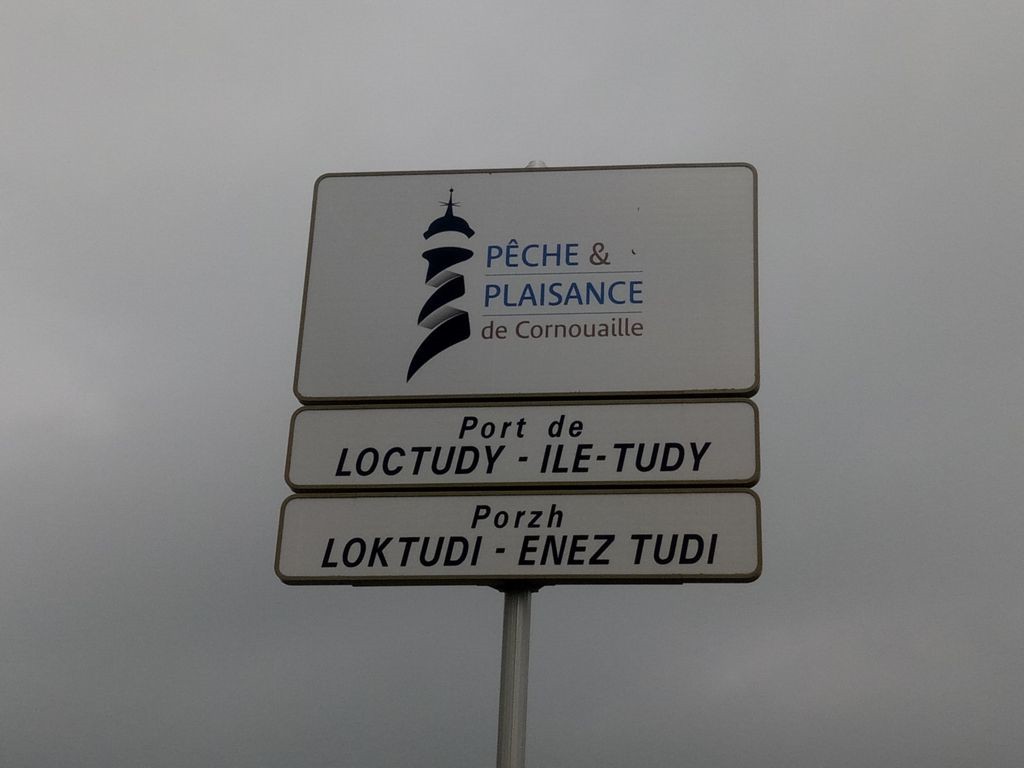 PÊCHE &
PLAISANCE
de Cornouaille
Port de
LOCTUDY - ILE-TUDY
Porzh
LOKTUDI - ENEZ TUDI